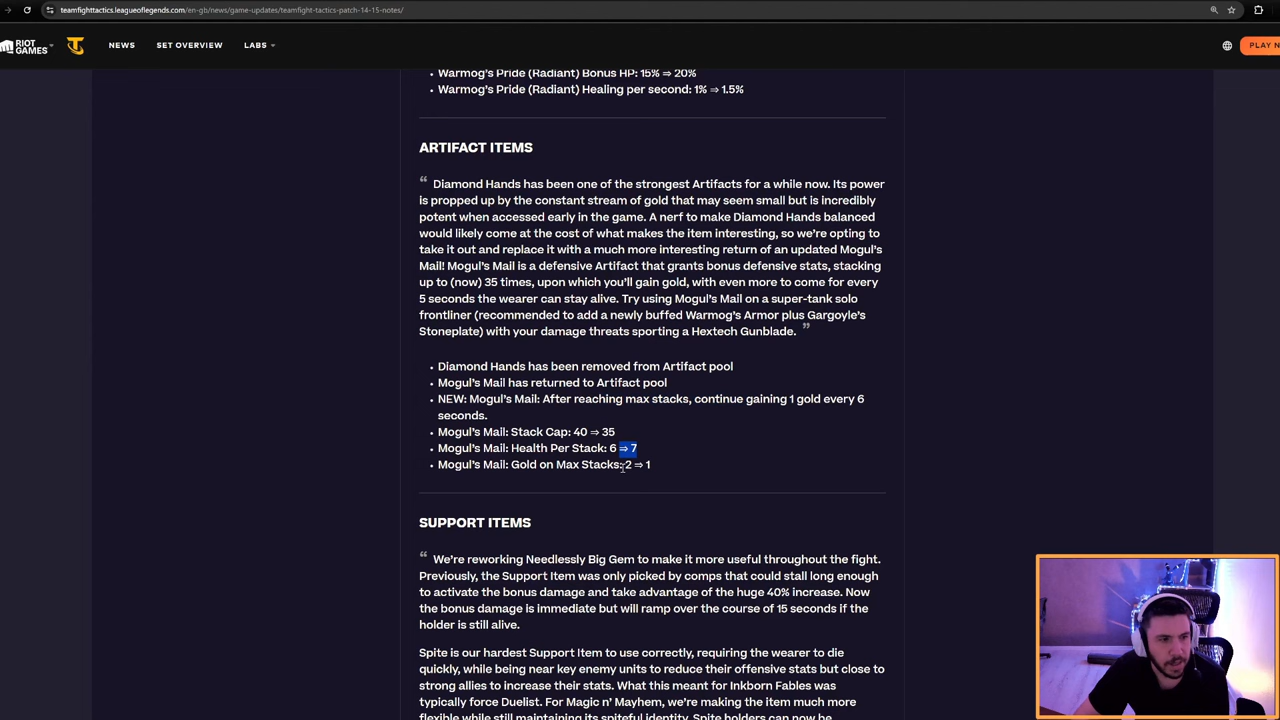 teamfighttactics.leagueoflegends.com/en-gb/news/game-updates/teamfight-tactics-patch-14-15-notes/
RIOT GAMES
NEWS SET OVERVIEW LABS
PLAY N
Warmog's Pride (Radiant) Bonus HP: 15% ⇒ 20%
• Warmog's Pride (Radiant) Healing per second: 1% ⇒ 1.5%
ARTIFACT ITEMS
“ Diamond Hands has been one of the strongest Artifacts for a while now. Its power
is propped up by the constant stream of gold that may seem small but is incredibly
potent when accessed early in the game. A nerf to make Diamond Hands balanced
would likely come at the cost of what makes the item interesting, so we're opting to
take it out and replace it with a much more interesting return of an updated Mogul's
Mail! Mogul's Mail is a defensive Artifact that grants bonus defensive stats, stacking
up to (now) 35 times, upon which you'll gain gold, with even more to come for every
5 seconds the wearer can stay alive. Try using Mogul's Mail on a super-tank solo
frontliner (recommended to add a newly buffed Warmog's Armor plus Gargoyle's
Stoneplate) with your damage threats sporting a Hextech Gunblade. ”
• Diamond Hands has been removed from Artifact pool
• Mogul's Mail has returned to Artifact pool
• NEW: Mogul's Mail: After reaching max stacks, continue gaining 1 gold every 6
seconds.
• Mogul's Mail: Stack Cap: 40 ⇒ 35
• Mogul's Mail: Health Per Stack: 6 ⇒ 7
• Mogul's Mail: Gold on Max Stacks: 2 ⇒ 1
SUPPORT ITEMS
“ We're reworking Needlessly Big Gem to make it more useful throughout the fight.
Previously, the Support Item was only picked by comps that could stall long enough
to activate the bonus damage and take advantage of the huge 40% increase. Now
the bonus damage is immediate but will ramp over the course of 15 seconds if the
holder is still alive.
Spite is our hardest Support Item to use correctly, requiring the wearer to die
quickly, while being near key enemy units to reduce their offensive stats but close to
strong allies to increase their stats. What this meant for Inkborn Fables was
typically force Duelist. For Magic n' Mayhem, we're making the item much more
flexible while still maintaining its spiteful identity. Spite holders can now be